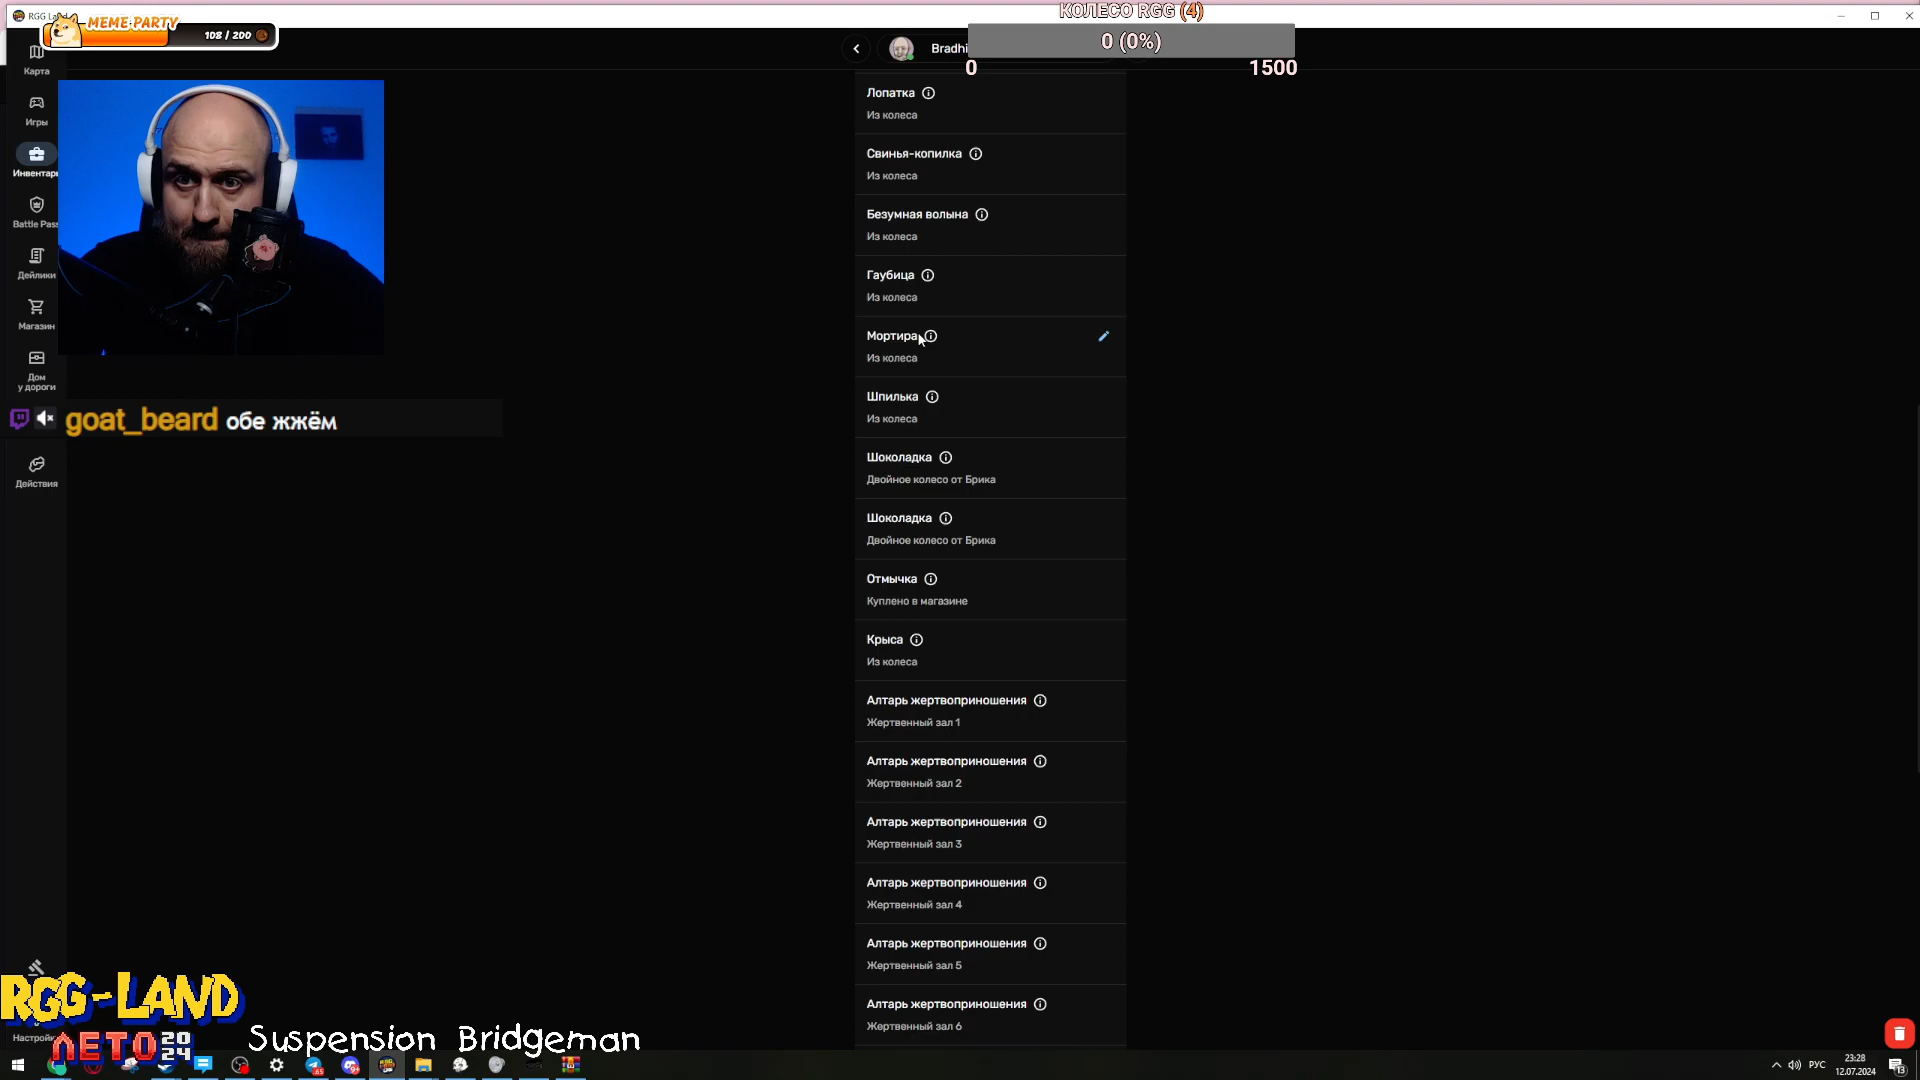 RGG Land
MEME PARTY
108 / 200
КОЛЕСО RGG (4)
0 (0%)
0
1500
Bradhi
Карта
Игры
Инвентарь
Battle Pass
Дейлики
Магазин
Дом
у дороги
Действия
goat_beard обе жжём
Лопатка
Из колеса
Свинья-копилка
Из колеса
Безумная волына
Из колеса
Гаубица
Из колеса
Мортира
Из колеса
Шпилька
Из колеса
Шоколадка
Двойное колесо от Брика
Шоколадка
Двойное колесо от Брика
Отмычка
Куплено в магазине
Крыса
Из колеса
Алтарь жертвоприношения
Жертвенный зал 1
Алтарь жертвоприношения
Жертвенный зал 2
Алтарь жертвоприношения
Жертвенный зал 3
Алтарь жертвоприношения
Жертвенный зал 4
Алтарь жертвоприношения
Жертвенный зал 5
Алтарь жертвоприношения
Жертвенный зал 6
RGG-LAND
ЛЕТО 2024
Suspension Bridgeman
РУС
23:28
12.07.2024
13